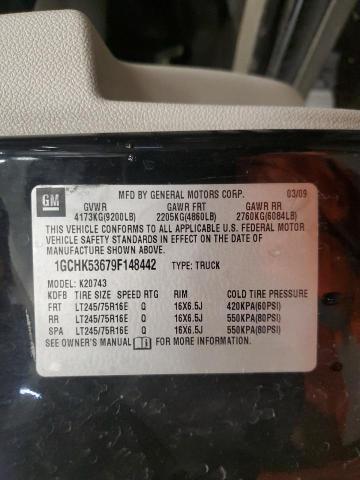 GM
MFD BY GENERAL MOTORS CORP. 03/09
GVWR GAWR FRT GAWR RR
4173KG(9200LB) 2205KG(4860LB) 2760KG(6084LB)
THIS VEHICLE CONFORMS TO ALL APPLICABLE U.S. FEDERAL MOTOR
VEHICLE SAFETY STANDARDS IN EFFECT ON THE DATE OF
MANUFACTURE SHOWN ABOVE.
1GCHK53679F148442 TYPE: TRUCK
MODEL: K20743
KDFB TIRE SIZE SPEED RTG RIM COLD TIRE PRESSURE
FRT LT245/75R16E Q 16X6.5J 420KPA(60PSI)
RR LT245/75R16E Q 16X6.5J 550KPA(80PSI)
SPA LT245/75R16E Q 16X6.5J 550KPA(80PSI)
SEE OWNER'S MANUAL FOR MORE INFORMATION